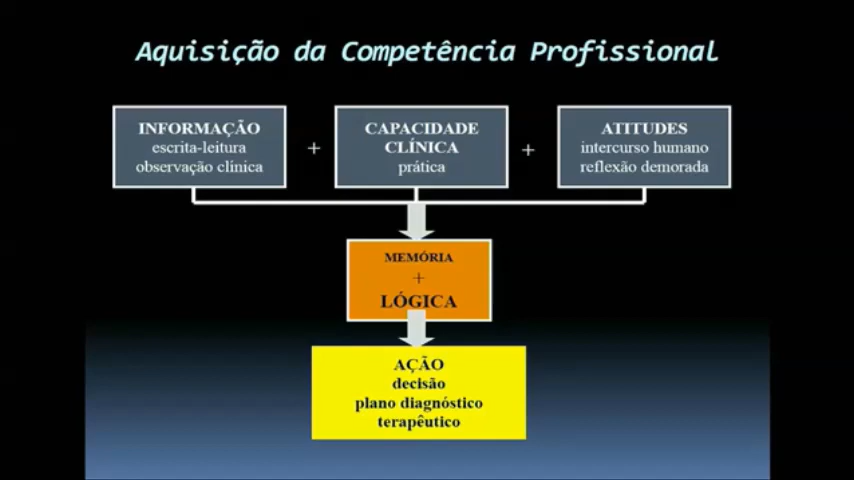 Aquisição da Competência Profissional
INFORMAÇÃO
escrita-leitura
observação clínica
+
CAPACIDADE
CLÍNICA
prática
+
ATITUDES
intercurso humano
reflexão demorada
MEMÓRIA
+
LÓGICA
AÇÃO
decisão
plano diagnóstico
terapêutico